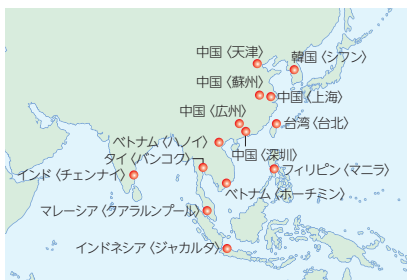 中国〈天津〉
韓国〈シワン〉
中国〈蘇州〉
中国〈上海〉
中国〈広州〉
台湾〈台北〉
ベトナム〈ハノイ〉
中国〈深圳〉
タイ〈バンコク〉
フィリピン〈マニラ〉
インド〈チェンナイ〉
ベトナム〈ホーチミン〉
マレーシア〈クアラルンプール〉
インドネシア〈ジャカルタ〉